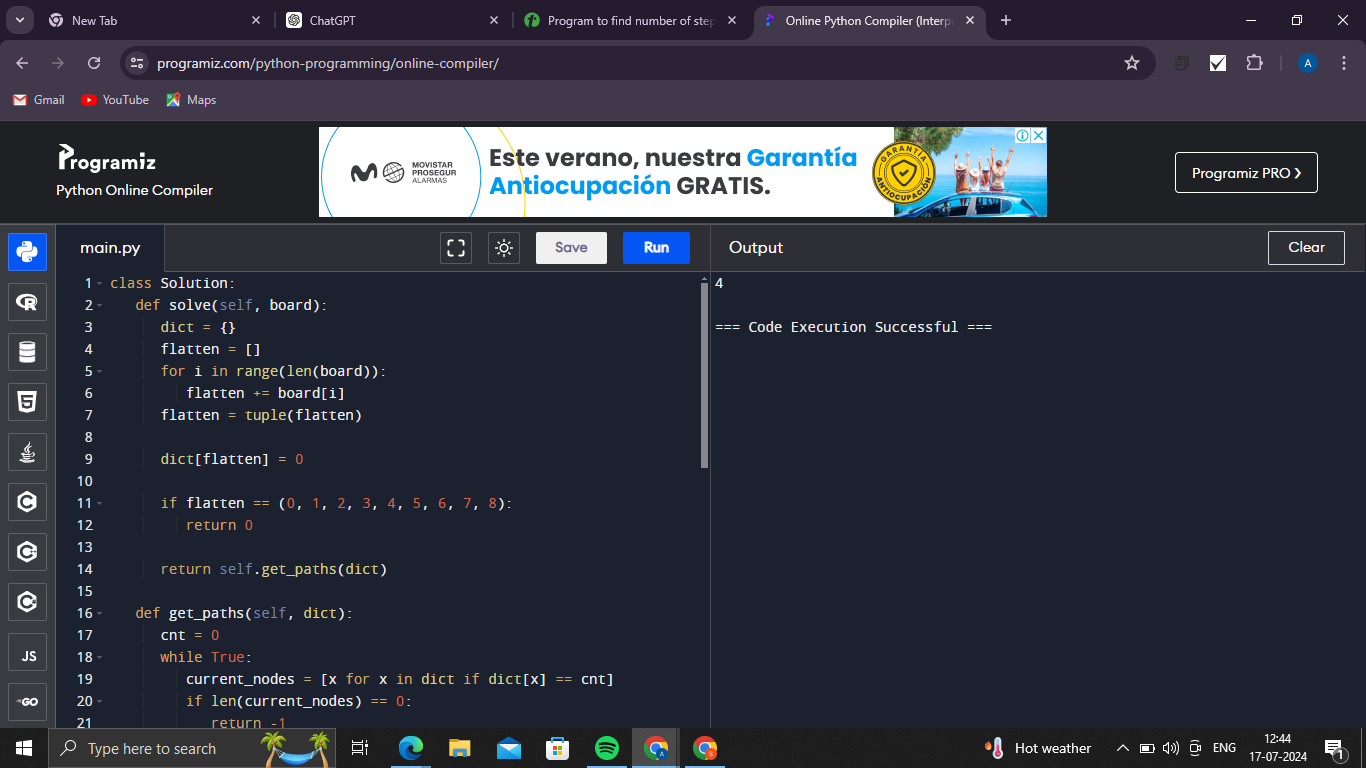 New Tab
ChatGPT
Program to find number of step
Online Python Compiler (Interp
programiz.com/python-programming/online-compiler/
A
Gmail
YouTube
Maps
Programiz
Python Online Compiler
MOVISTAR
PROSEGUR
ALARMAS
Este verano, nuestra Garantía
Antiocupación GRATIS.
GARANTÍA
ANTIOCUPACIÓN
Programiz PRO ❯
main.py
Save
Run
Output
Clear
1 class Solution:
2 def solve(self, board):
3 dict = {}
4 flatten = []
5 for i in range(len(board)):
6 flatten += board[i]
7 flatten = tuple(flatten)
8
9 dict[flatten] = 0
10
11 if flatten == (0, 1, 2, 3, 4, 5, 6, 7, 8):
12 return 0
13
14 return self.get_paths(dict)
15
16 def get_paths(self, dict):
17 cnt = 0
18 while True:
19 current_nodes = [x for x in dict if dict[x] == cnt]
20 if len(current_nodes) == 0:
21 return -1
4
=== Code Execution Successful ===
JS
GO
Type here to search
Hot weather
ENG
12:44
17-07-2024
1